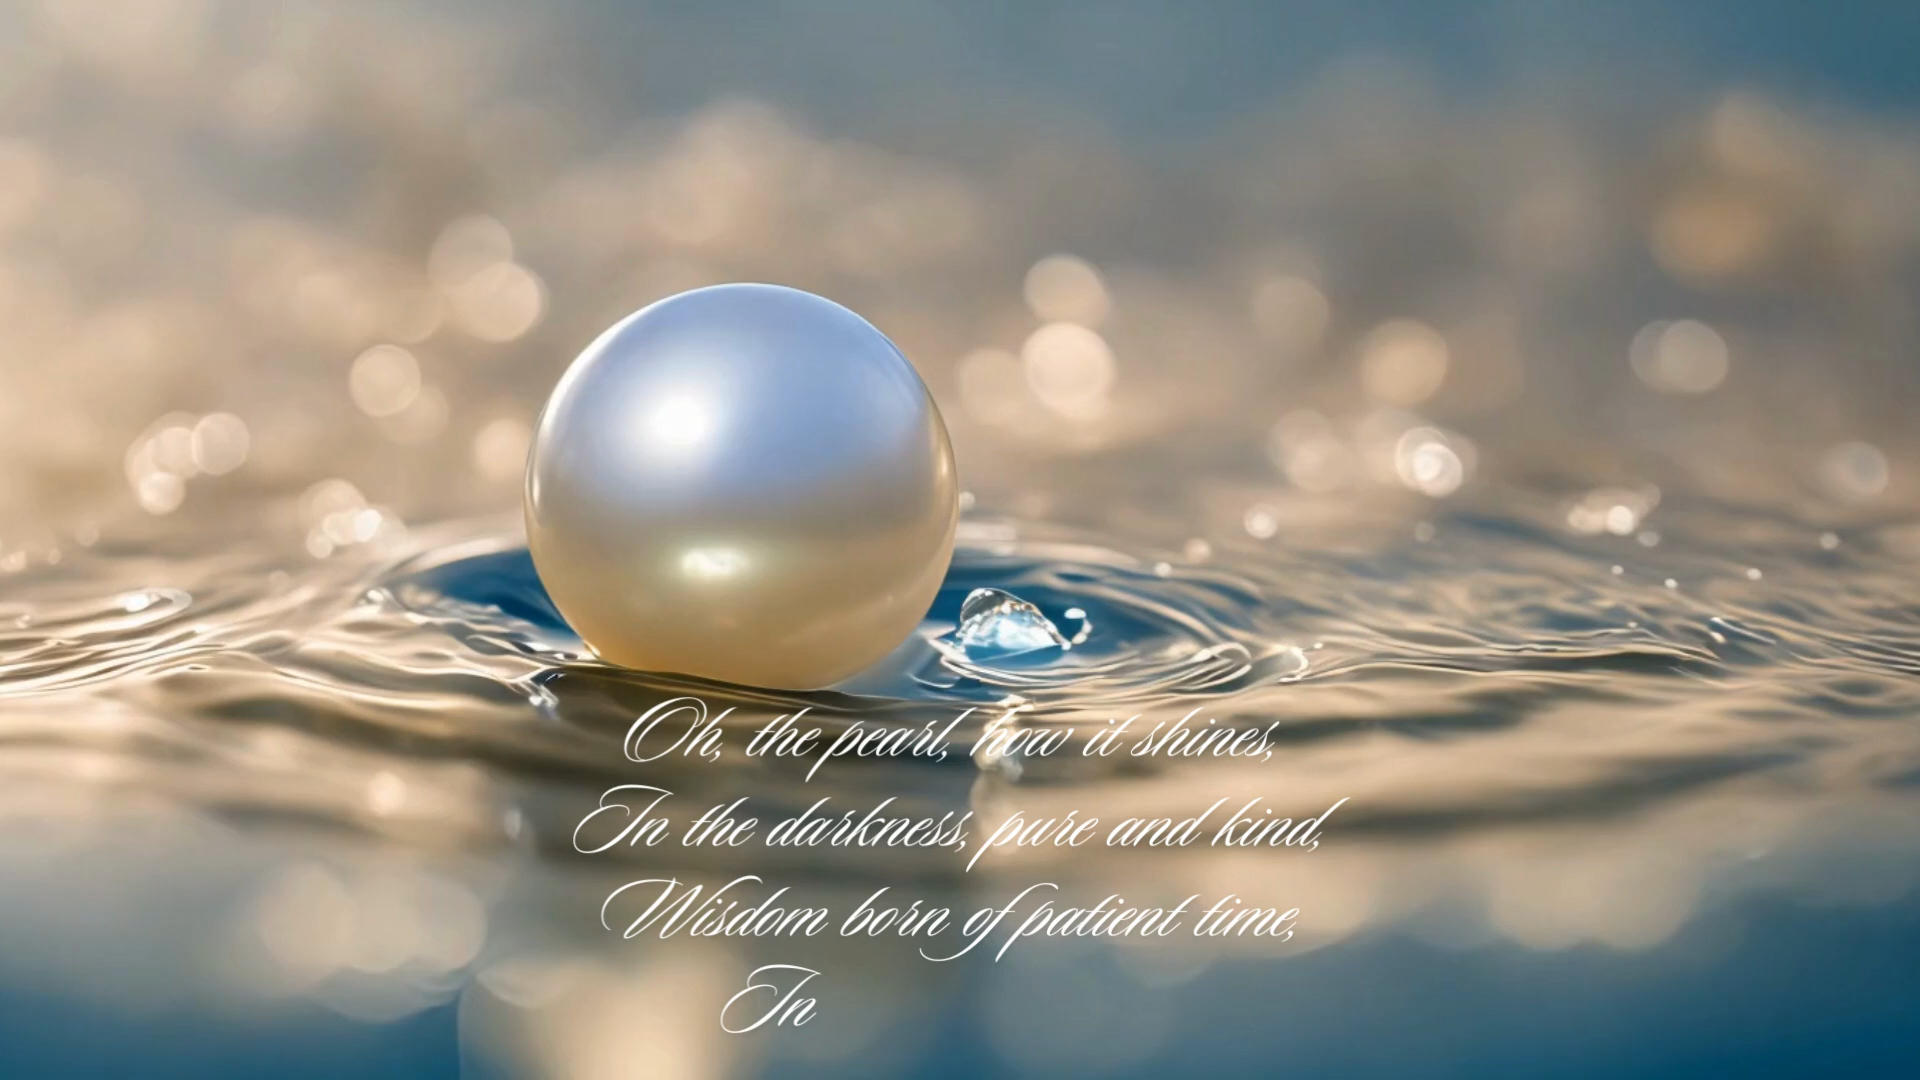 Oh, the pearl, how it shines,
In the darkness, pure and kind,
Wisdom born of patient time,
In